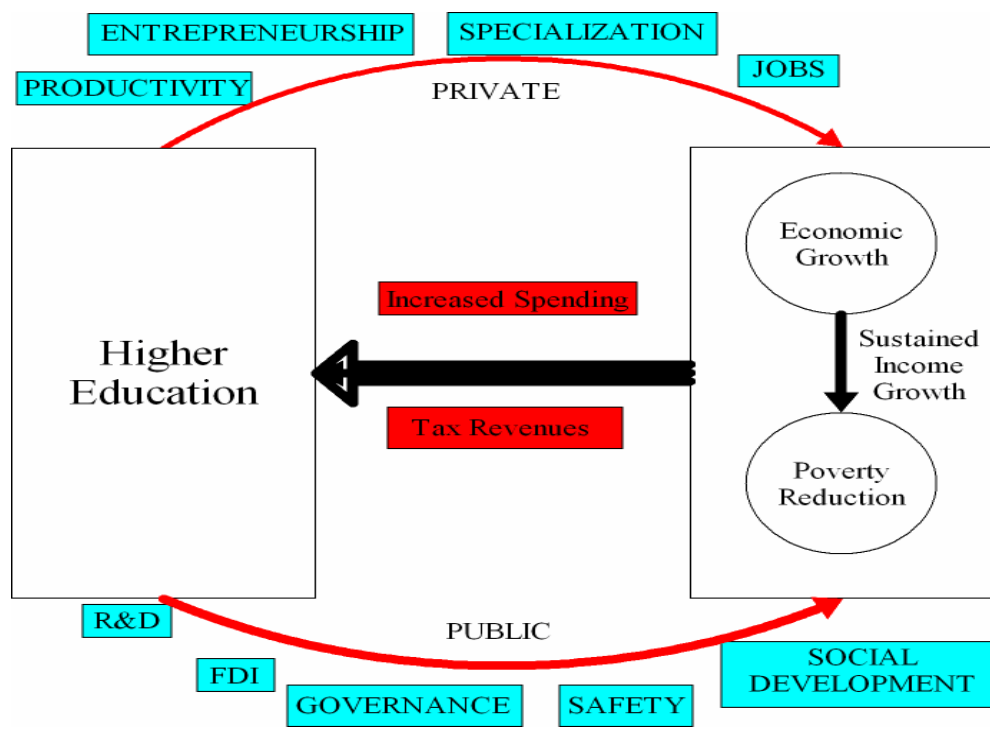 ENTREPRENEURSHIP
SPECIALIZATION
PRODUCTIVITY
JOBS
PRIVATE
Higher
Education
Increased Spending
Tax Revenues
Economic
Growth
Sustained
Income
Growth
Poverty
Reduction
R&D
PUBLIC
FDI
GOVERNANCE
SAFETY
SOCIAL
DEVELOPMENT